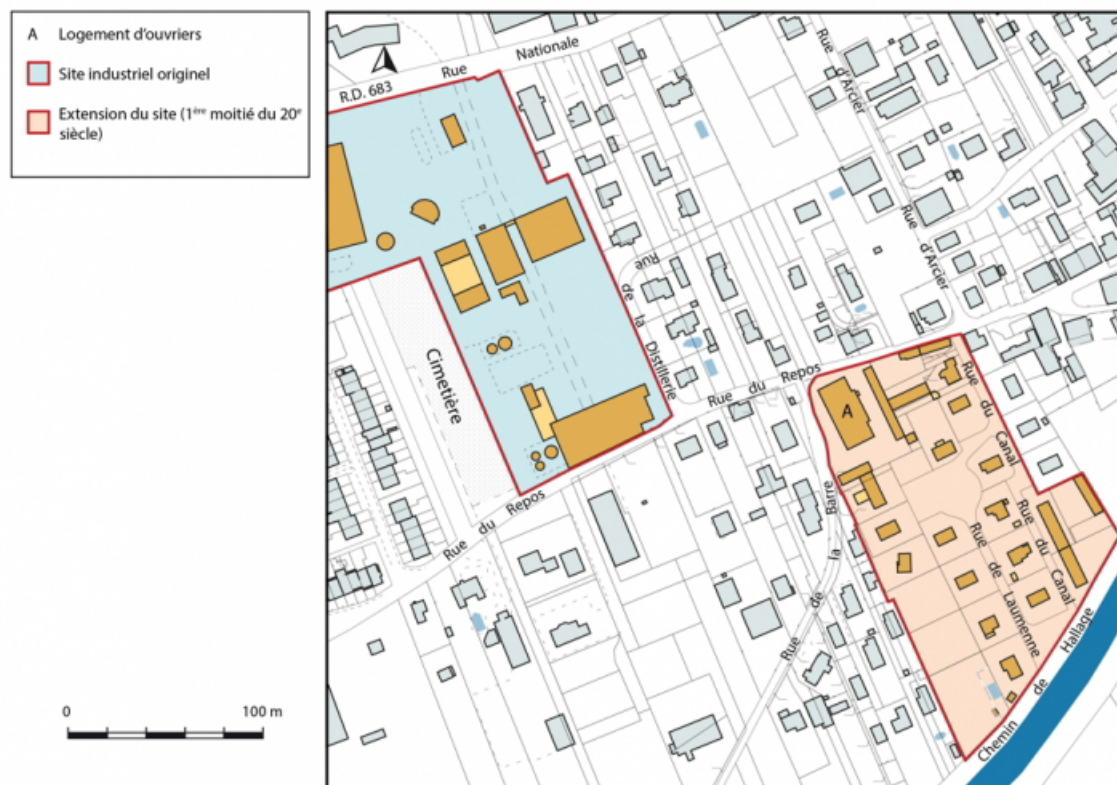 A Logement d'ouvriers
Site industriel originel
Extension du site (1ère moitié du 20e
siècle)
0 100 m
R.D. 683 Rue Nationale
Rue d'Arcier
Rue d'Arcier
Rue de la Distillerie
Cimetière
Rue du Repos
Rue du Repos
A
Rue du Canal
Rue de la Barre
Rue du Canal
Rue de Laumenne
Chemin de Hallage